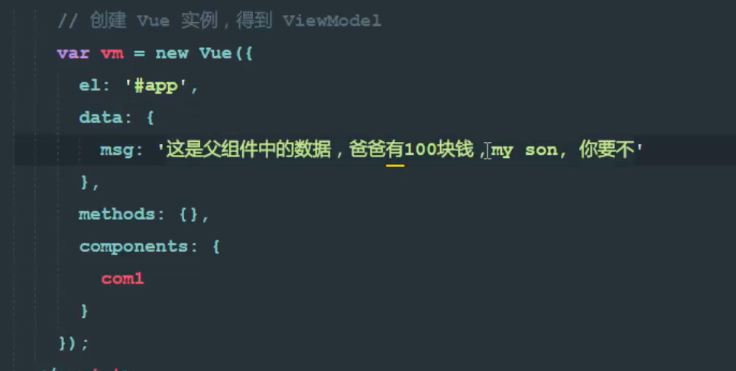 // 创建 Vue 实例，得到 ViewModel
var vm = new Vue({
el: '#app',
data: {
msg: '这是父组件中的数据，爸爸有100块钱，my son, 你要不'
},
methods: {},
components: {
com1
}
});